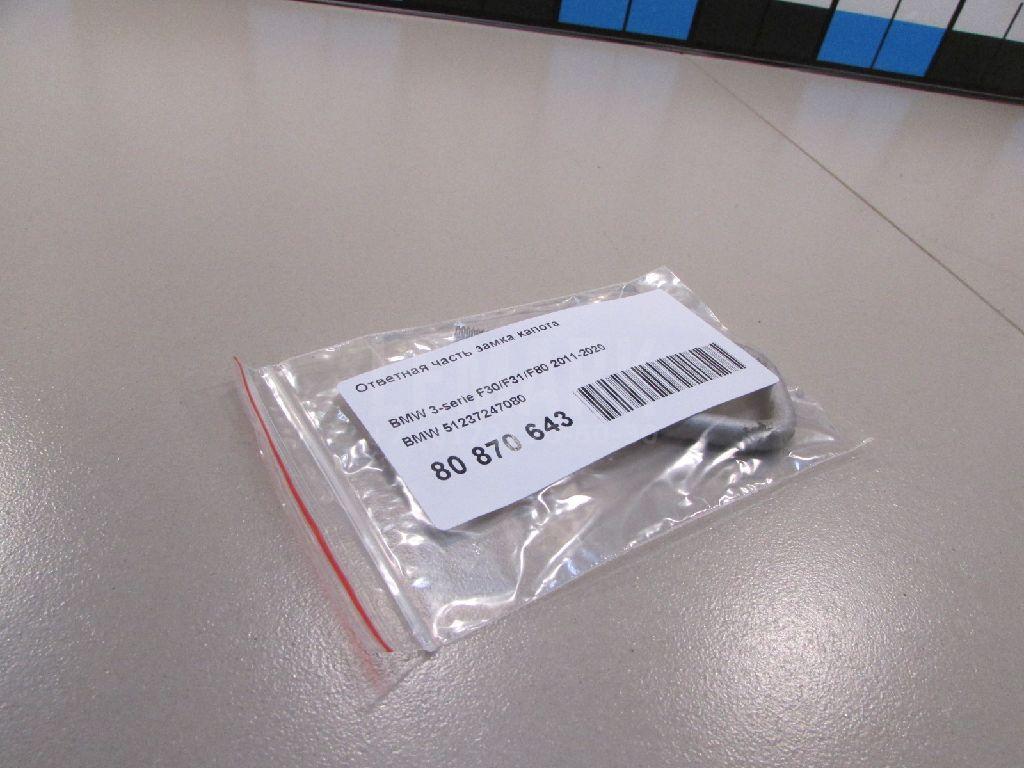 Ответная часть замка капота
BMW 3-serie F30/F31/F80 2011-2020
BMW 51237247080
80 870 643